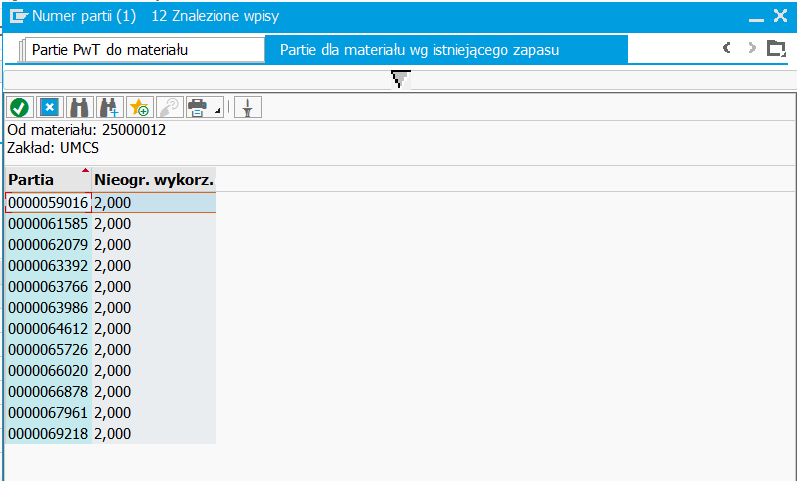 Numer partii (1) 12 Znalezione wpisy
Partie PwT do materiału
Partie dla materiału wg istniejącego zapasu
Od materiału: 25000012
Zakład: UMCS
Partia Nieogr. wykorz.
0000059016 2,000
0000061585 2,000
0000062079 2,000
0000063392 2,000
0000063766 2,000
0000063986 2,000
0000064612 2,000
0000065726 2,000
0000066020 2,000
0000066878 2,000
0000067961 2,000
0000069218 2,000